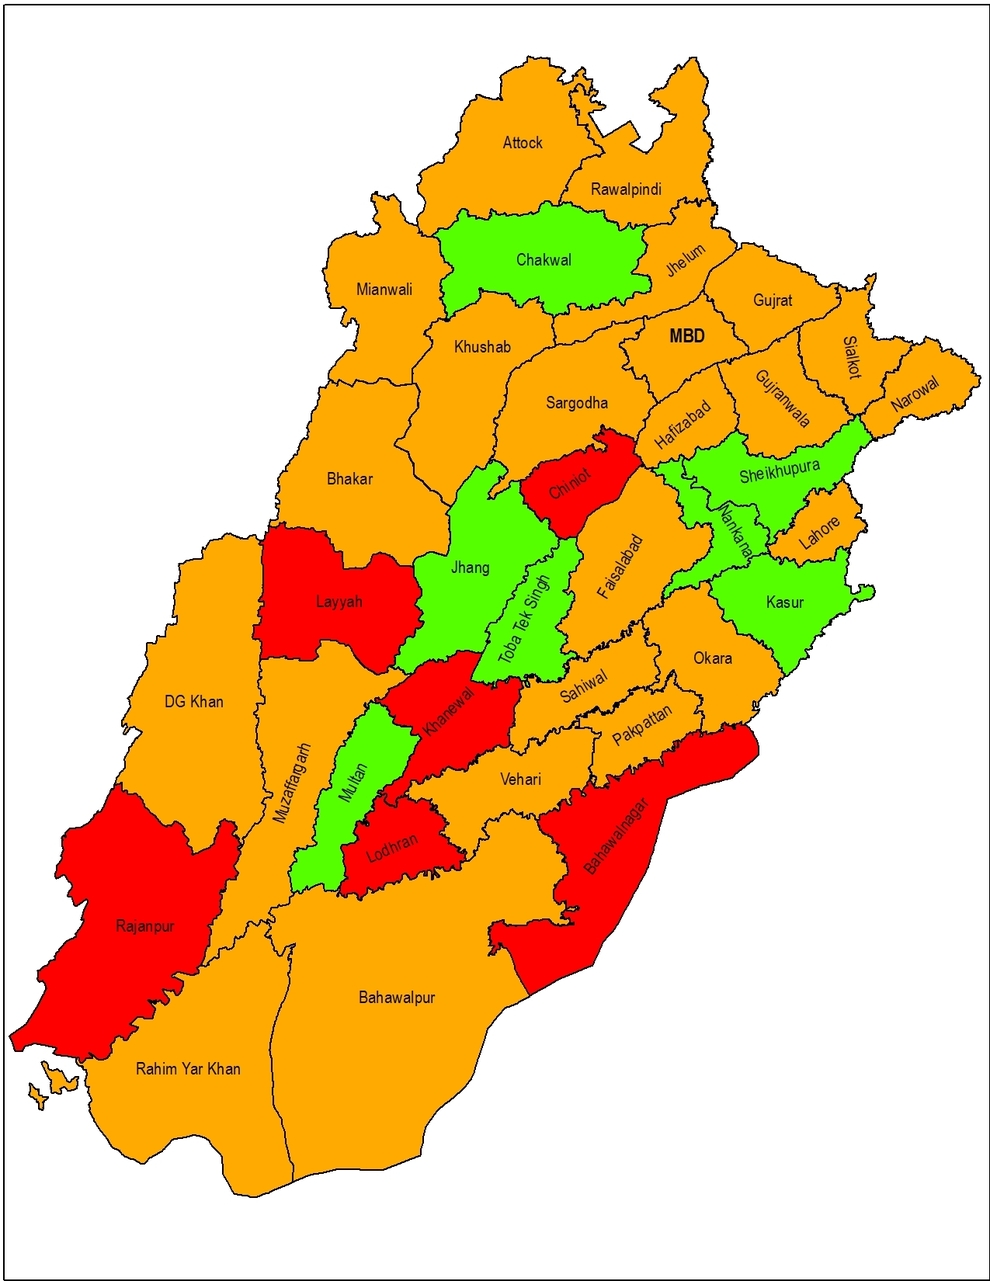 Attock
Rawalpindi
Chakwal
Jhelum
Mianwali
Gujrat
Khushab
MBD
Sialkot
Narowal
Sargodha
Hafizabad
Gujranwala
Bhakar
Chiniot
Sheikhupura
Nankana
Lahore
Jhang
Faisalabad
Layyah
Toba Tek Singh
Kasur
Okara
DG Khan
Khanewal
Sahiwal
Pakpattan
Muzaffargarh
Multan
Vehari
Lodhran
Bahawalnagar
Rajanpur
Bahawalpur
Rahim Yar Khan